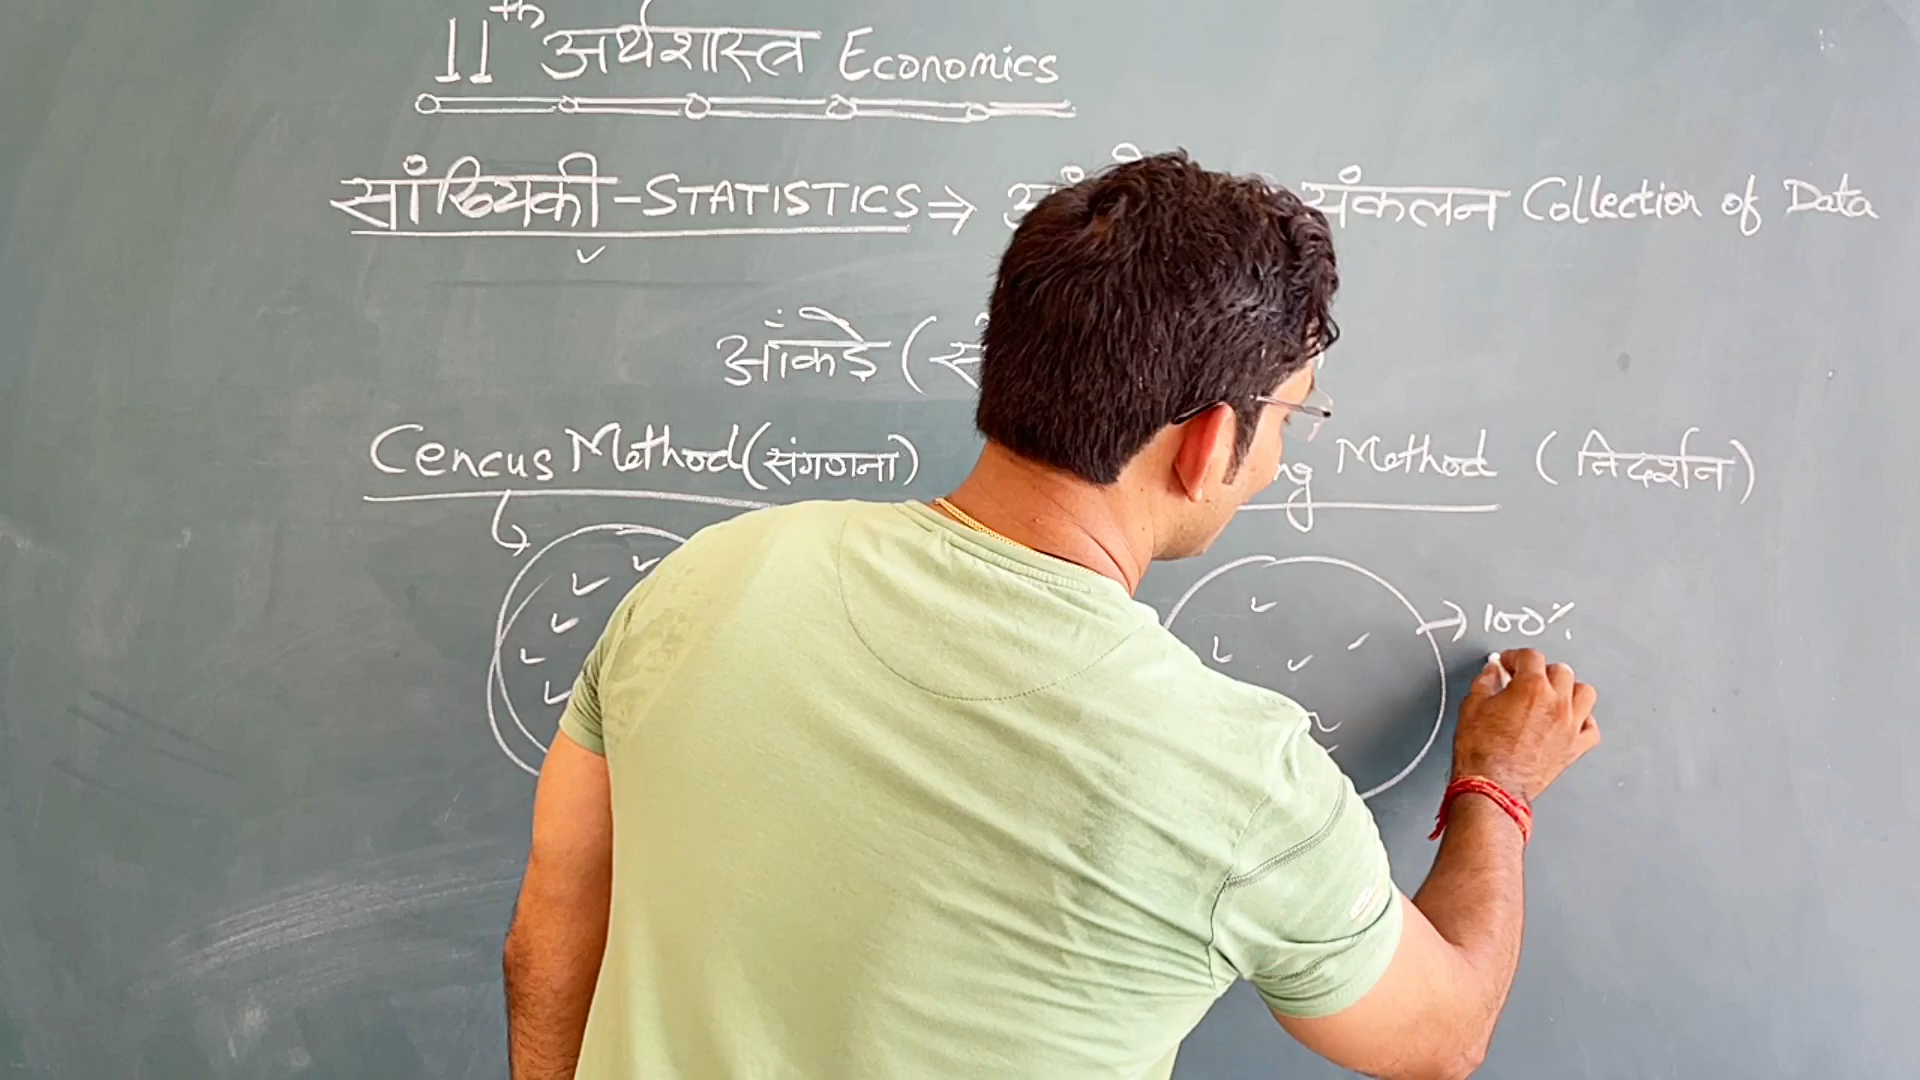 11th अर्थशास्त्र Economics
सांख्यिकी - STATISTICS ⇒ संकलन Collection of Data
आँकड़े (
Cencus Method (संगणना)
Method (निदर्शन)
→ 100%